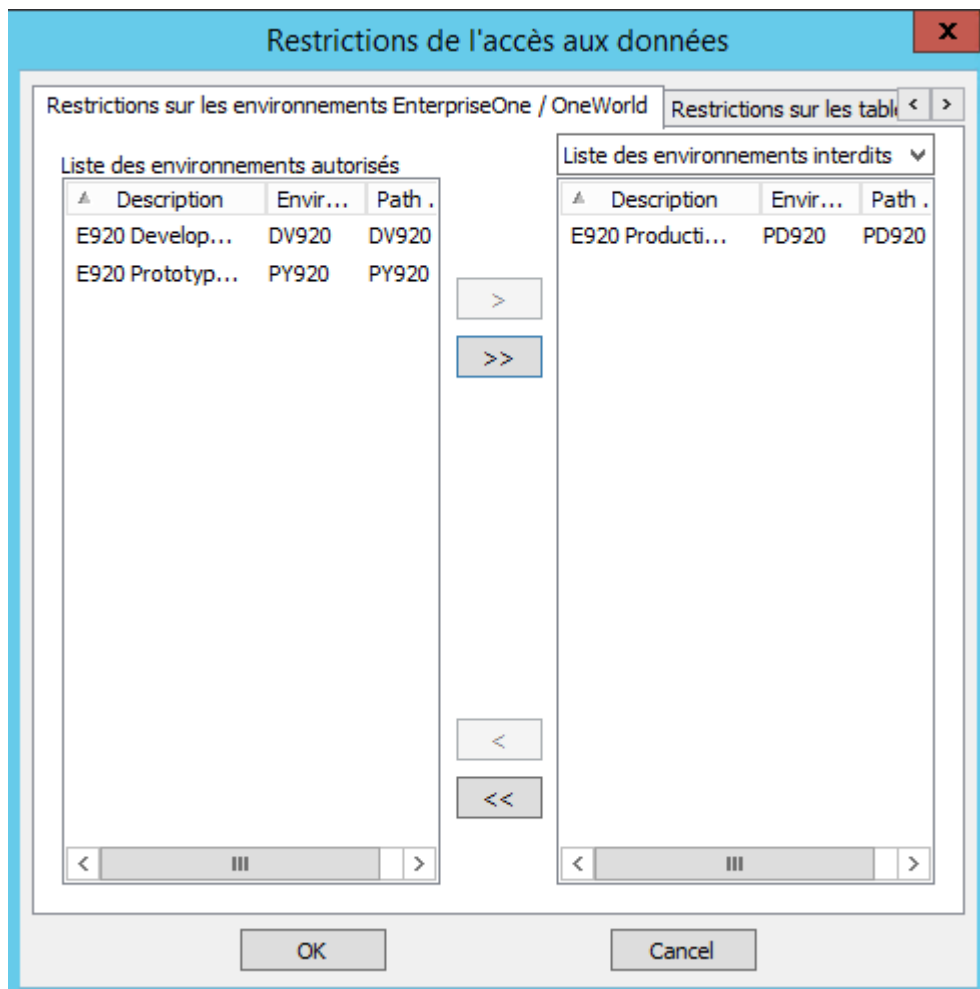 Restrictions de l'accès aux données
x
Restrictions sur les environnements EnterpriseOne / OneWorld
Restrictions sur les tabl
< >
Liste des environnements autorisés
Liste des environnements interdits
Description Envir... Path .
E920 Develop... DV920 DV920
E920 Prototyp... PY920 PY920
Description Envir... Path .
E920 Producti... PD920 PD920
>
>>
<
<<
OK Cancel